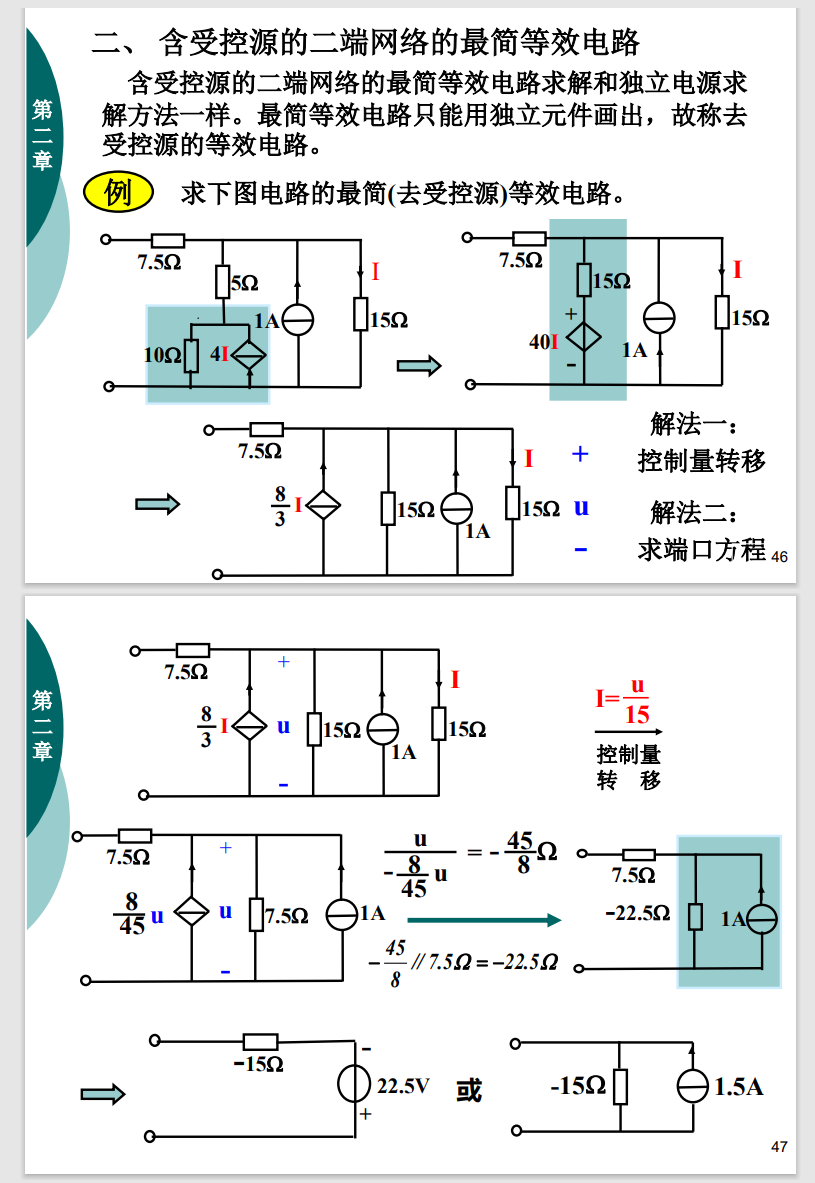 第
二
章
二、 含受控源的二端网络的最简等效电路
含受控源的二端网络的最简等效电路求解和独立电源求
解方法一样。最简等效电路只能用独立元件画出，故称去
受控源的等效电路。
例 求下图电路的最简(去受控源)等效电路。
7.5Ω
5Ω
10Ω
4I
1A
I
15Ω
7.5Ω
15Ω
+
40I
-
1A
I
15Ω
7.5Ω
8
3
I
15Ω
1A
I
15Ω
+
u
-
解法一：
控制量转移
解法二：
求端口方程
46
第
二
章
7.5Ω
8
3
I
+
u
-
15Ω
1A
I
15Ω
I= u
15
控制量
转 移
7.5Ω
8
45
u
+
u
-
7.5Ω
1A
u
- 8
45
u
= - 45
8
Ω
- 45
8
// 7.5Ω = -22.5Ω
7.5Ω
-22.5Ω
1A
-15Ω
-
22.5V
+
或
-15Ω
1.5A
47